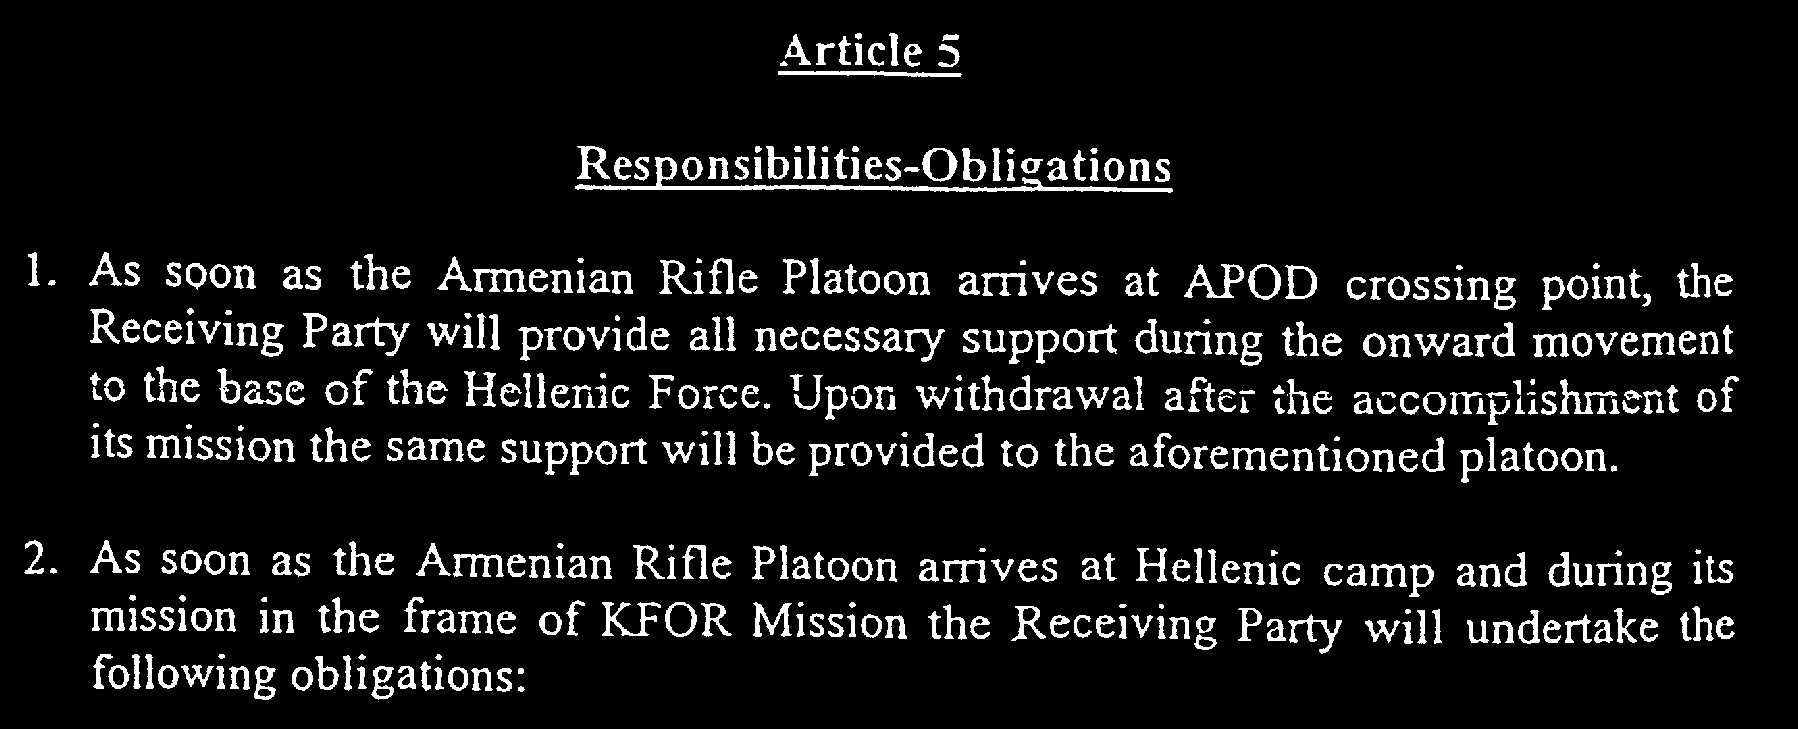 Article 5
Responsibilities-Obligations
1. As soon as the Armenian Rifle Platoon arrives at APOD crossing point, the
Receiving Party will provide all necessary support during the onward movement
to the base of the Hellenic Force. Upon withdrawal after the accomplishment of
its mission the same support will be provided to the aforementioned platoon.
2. As soon as the Armenian Rifle Platoon arrives at Hellenic camp and during its
mission in the frame of KFOR Mission the Receiving Party will undertake the
following obligations: